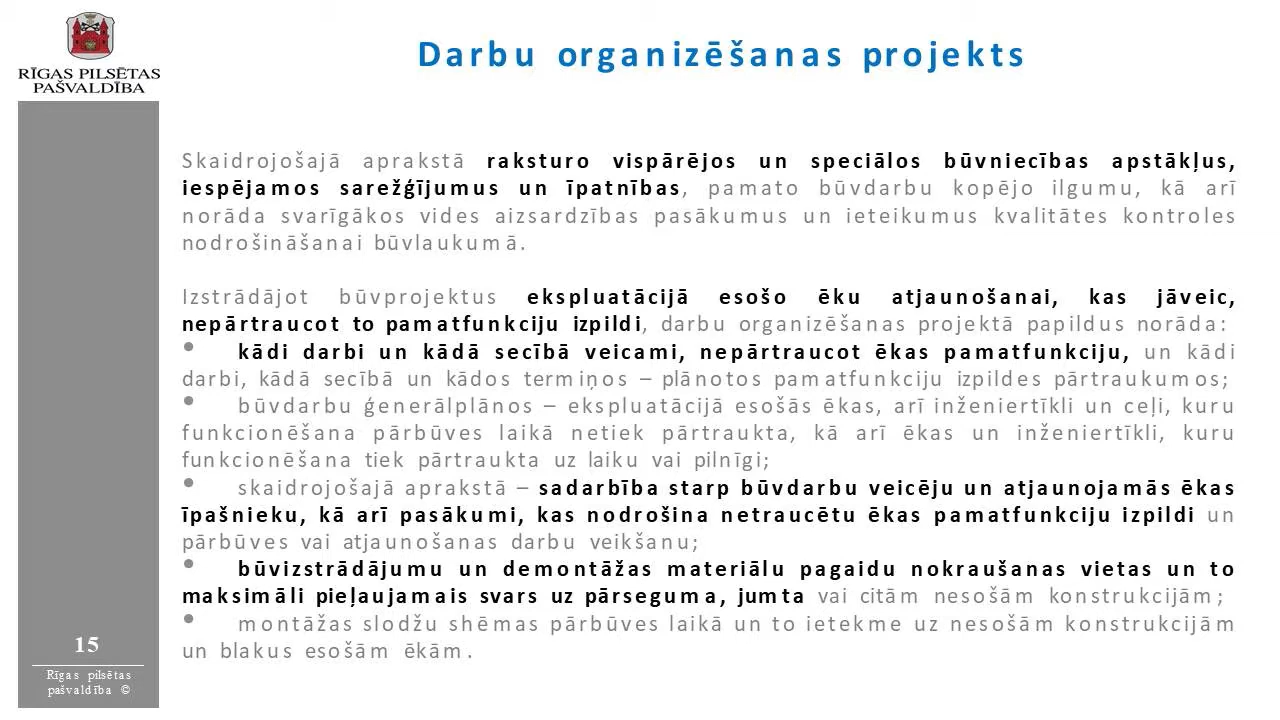 RĪGAS PILSĒTAS
PAŠVALDĪBA
Darbu organizēšanas projekts
Skaidrojošajā aprakstā raksturo vispārējos un speciālos būvniecības apstākļus,
iespējamos sarežģījumus un īpatnības, pamato būvdarbu kopējo ilgumu, kā arī
norāda svarīgākos vides aizsardzības pasākumus un ieteikumus kvalitātes kontroles
nodrošināšanai būvlaukumā.
Izstrādājot būvprojektus ekspluatācijā esošo ēku atjaunošanai, kas jāveic,
nepārtraucot to pamatfunkciju izpildi, darbu organizēšanas projektā papildus norāda:
• kādi darbi un kādā secībā veicami, nepārtraucot ēkas pamatfunkciju, un kādi
darbi, kādā secībā un kādos termiņos – plānotos pamatfunkciju izpildes pārtraukumos;
• būvdarbu ģenerālplānos – ekspluatācijā esošās ēkas, arī inženiertīkli un ceļi, kuru
funkcionēšana pārbūves laikā netiek pārtraukta, kā arī ēkas un inženiertīkli, kuru
funkcionēšana tiek pārtraukta uz laiku vai pilnīgi;
• skaidrojošajā aprakstā – sadarbība starp būvdarbu veicēju un atjaunojamās ēkas
īpašnieku, kā arī pasākumi, kas nodrošina netraucētu ēkas pamatfunkciju izpildi un
pārbūves vai atjaunošanas darbu veikšanu;
• būvizstrādājumu un demontāžas materiālu pagaidu nokraušanas vietas un to
maksimāli pieļaujamais svars uz pārseguma, jumta vai citām nesošām konstrukcijām;
• montāžas slodžu shēmas pārbūves laikā un to ietekme uz nesošām konstrukcijām
un blakus esošām ēkām.
15
Rīgas pilsētas
pašvaldība ©